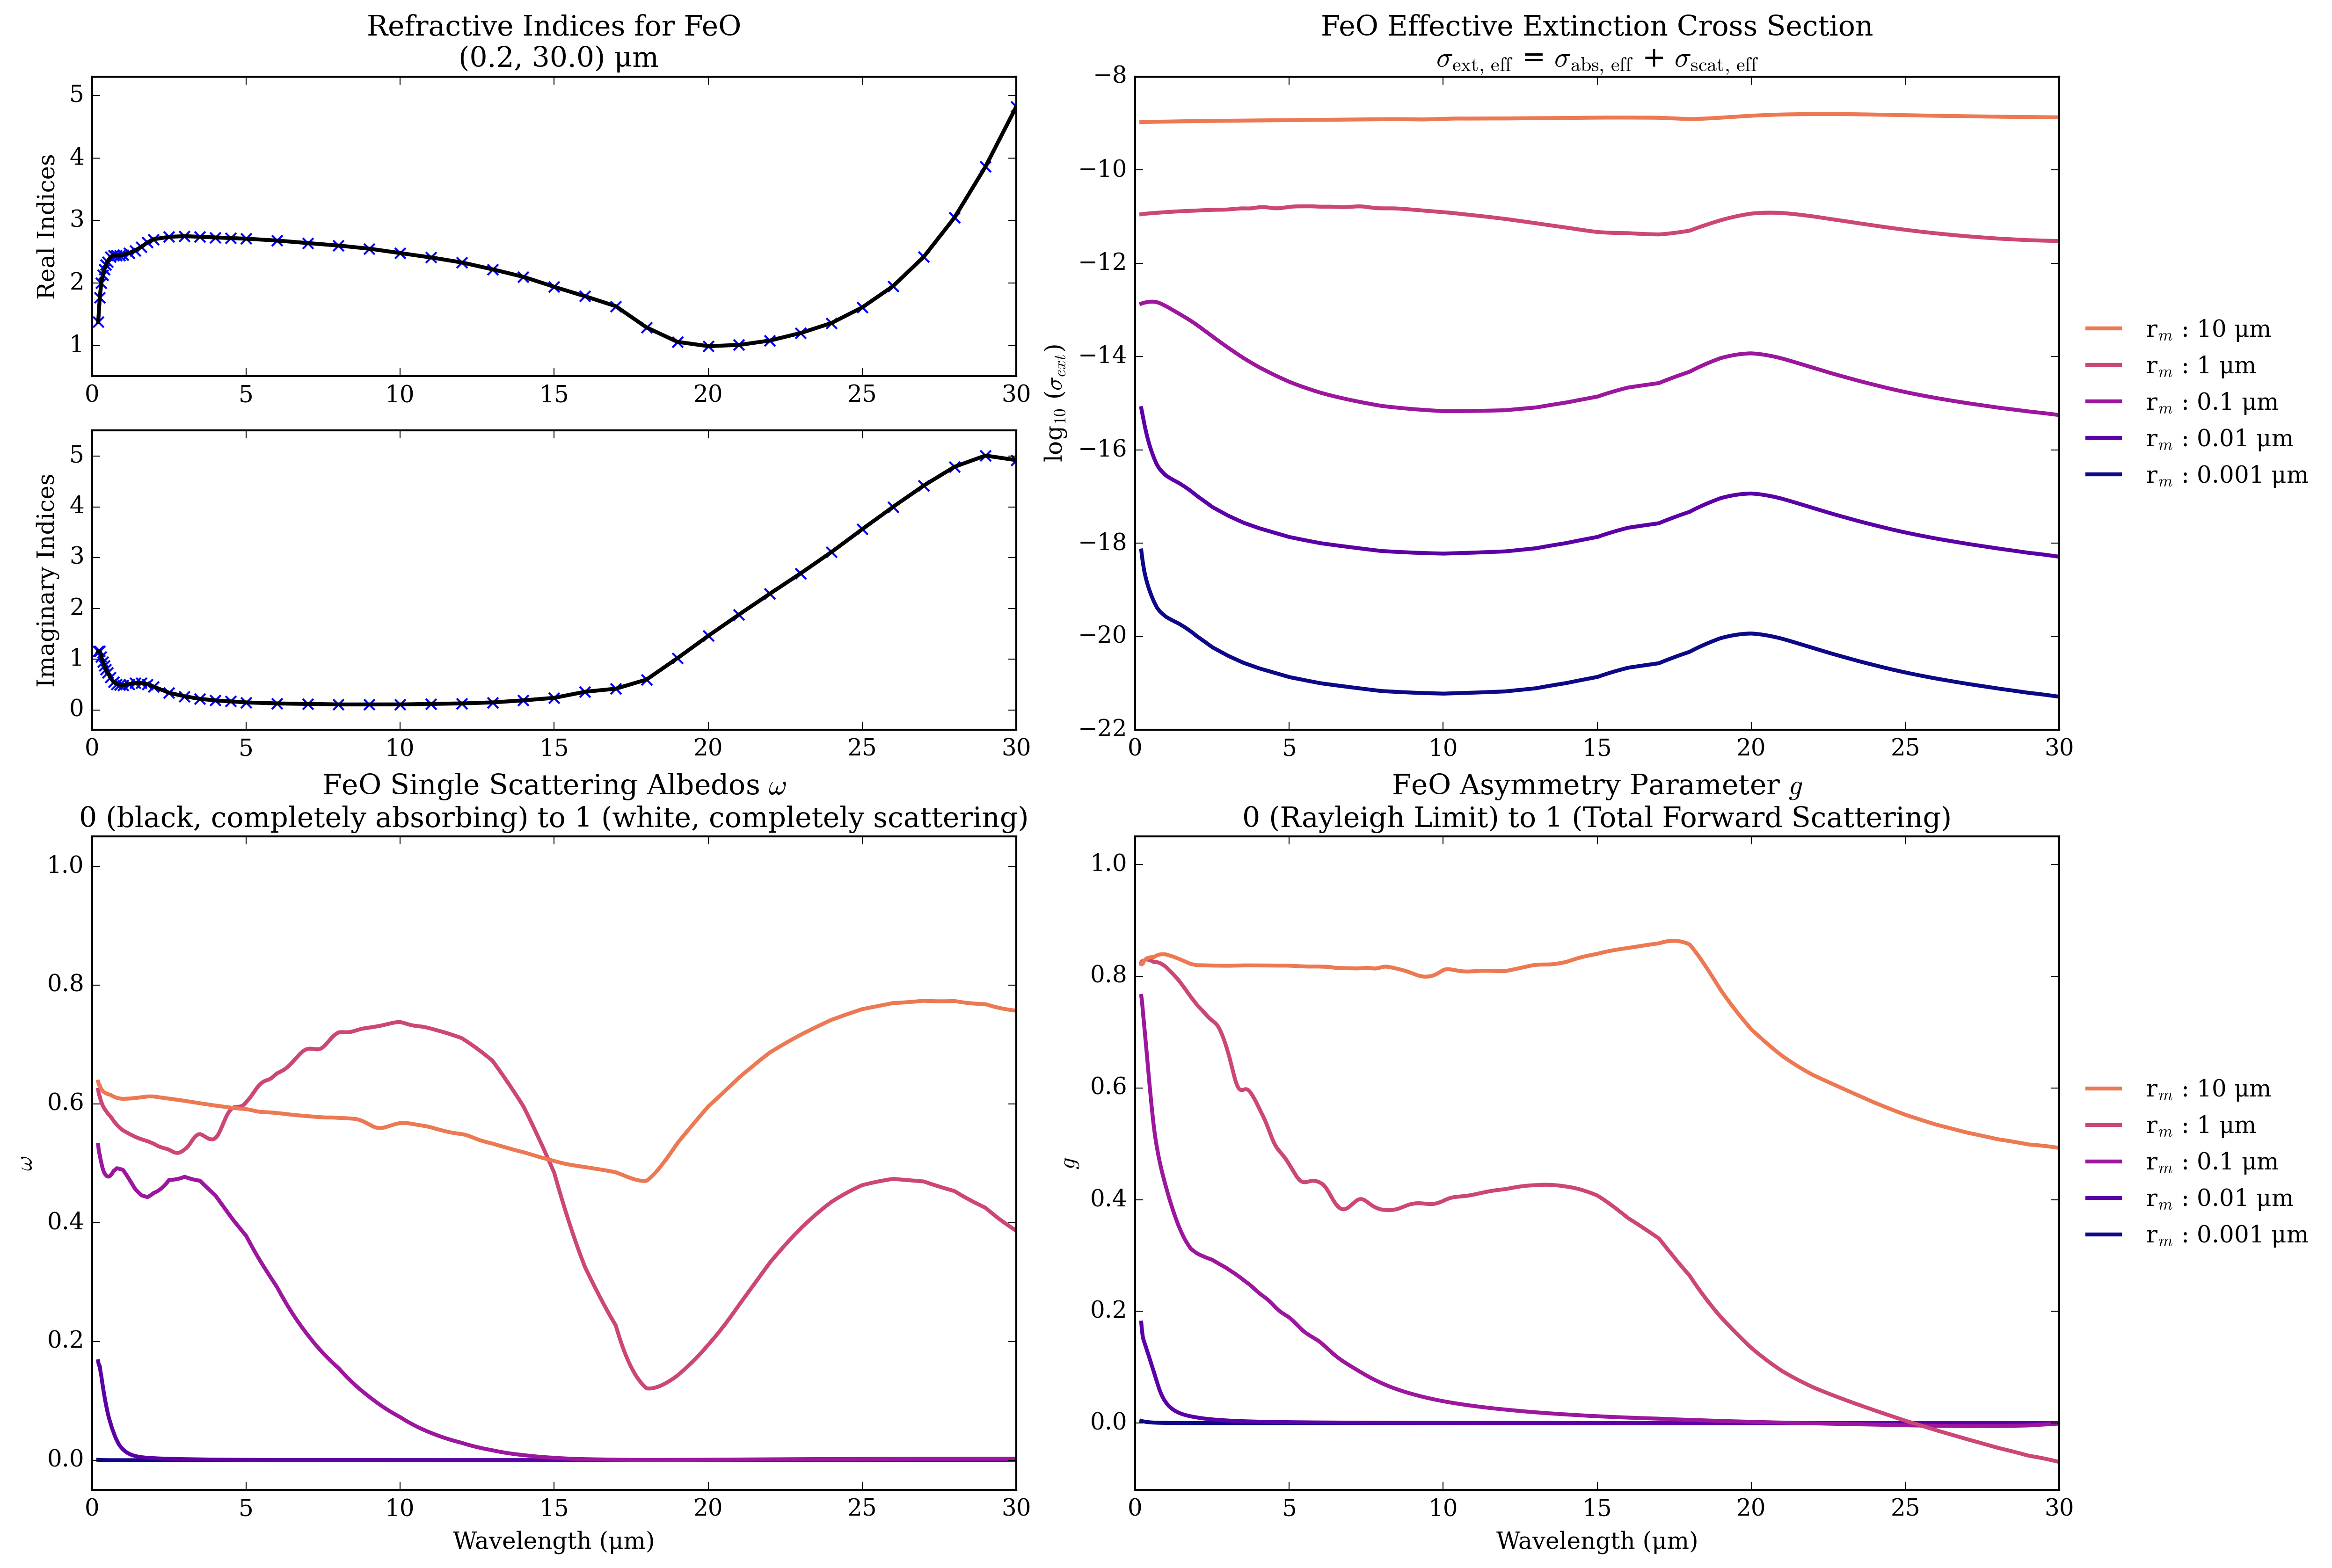 Refractive Indices for FeO
(0.2, 30.0) µm
Real Indices
5
4
3
2
1
0 5 10 15 20 25 30
Imaginary Indices
5
4
3
2
1
0
0 5 10 15 20 25 30
FeO Effective Extinction Cross Section
σext, eff = σabs, eff + σscat, eff
log10 (σext)
−8
−10
−12
−14
−16
−18
−20
−22
0 5 10 15 20 25 30
rm : 10 µm
rm : 1 µm
rm : 0.1 µm
rm : 0.01 µm
rm : 0.001 µm
FeO Single Scattering Albedos ω
0 (black, completely absorbing) to 1 (white, completely scattering)
ω
1.0
0.8
0.6
0.4
0.2
0.0
0 5 10 15 20 25 30
Wavelength (µm)
FeO Asymmetry Parameter g
0 (Rayleigh Limit) to 1 (Total Forward Scattering)
g
1.0
0.8
0.6
0.4
0.2
0.0
0 5 10 15 20 25 30
Wavelength (µm)
rm : 10 µm
rm : 1 µm
rm : 0.1 µm
rm : 0.01 µm
rm : 0.001 µm